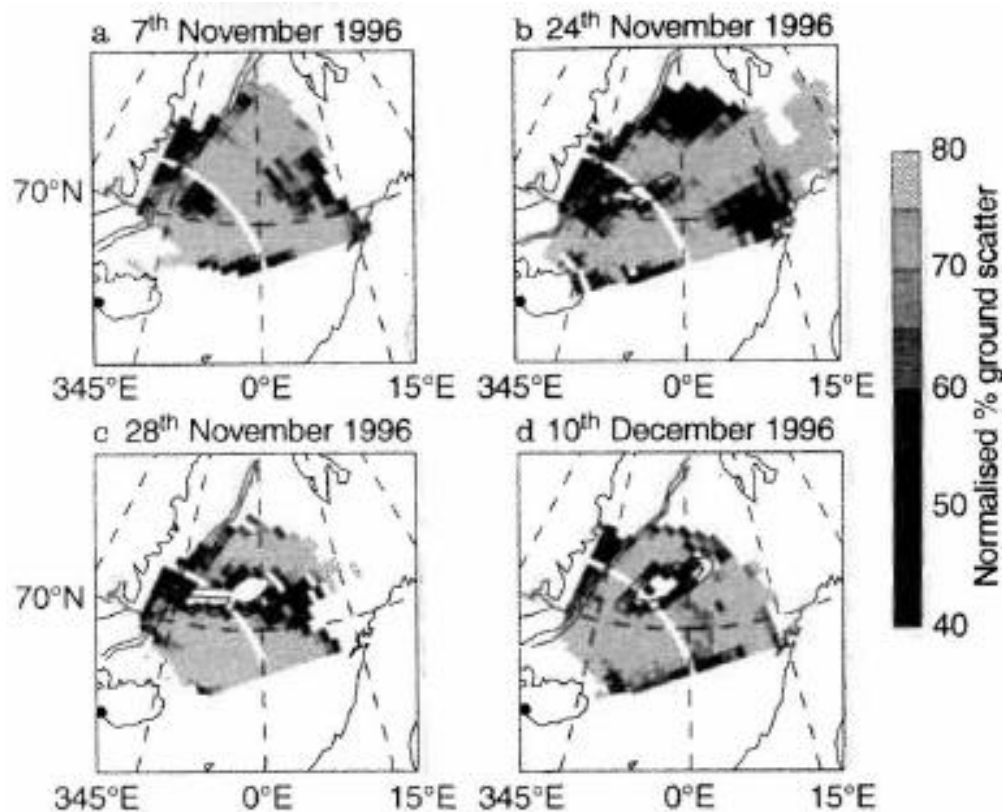 a 7th November 1996
b 24th November 1996
70°N
345°E 0°E 15°E
345°E 0°E 15°E
c 28th November 1996
d 10th December 1996
70°N
345°E 0°E 15°E
345°E 0°E 15°E
80
70
60
50
40
Normalised % ground scatter